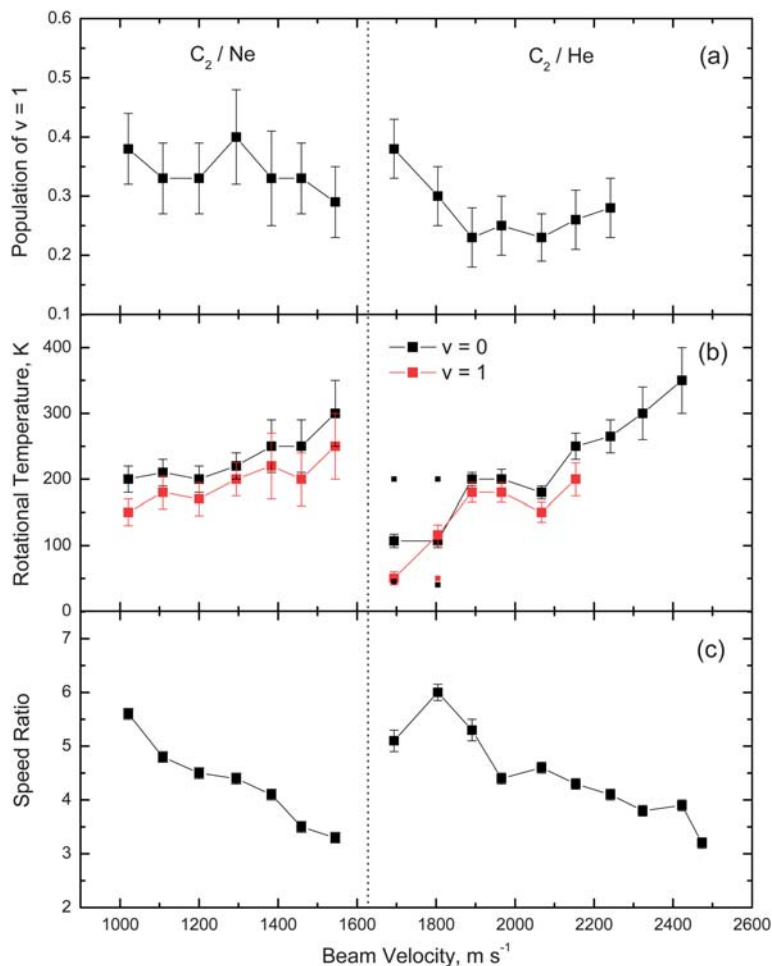 0.6
C₂ / Ne
C₂ / He
(a)
0.5
0.4
0.3
0.2
0.1
Population of v = 1
400
v = 0
v = 1
(b)
300
200
100
0
Rotational Temperature, K
7
(c)
6
5
4
3
2
Speed Ratio
1000 1200 1400 1600 1800 2000 2200 2400 2600
Beam Velocity, m s⁻¹